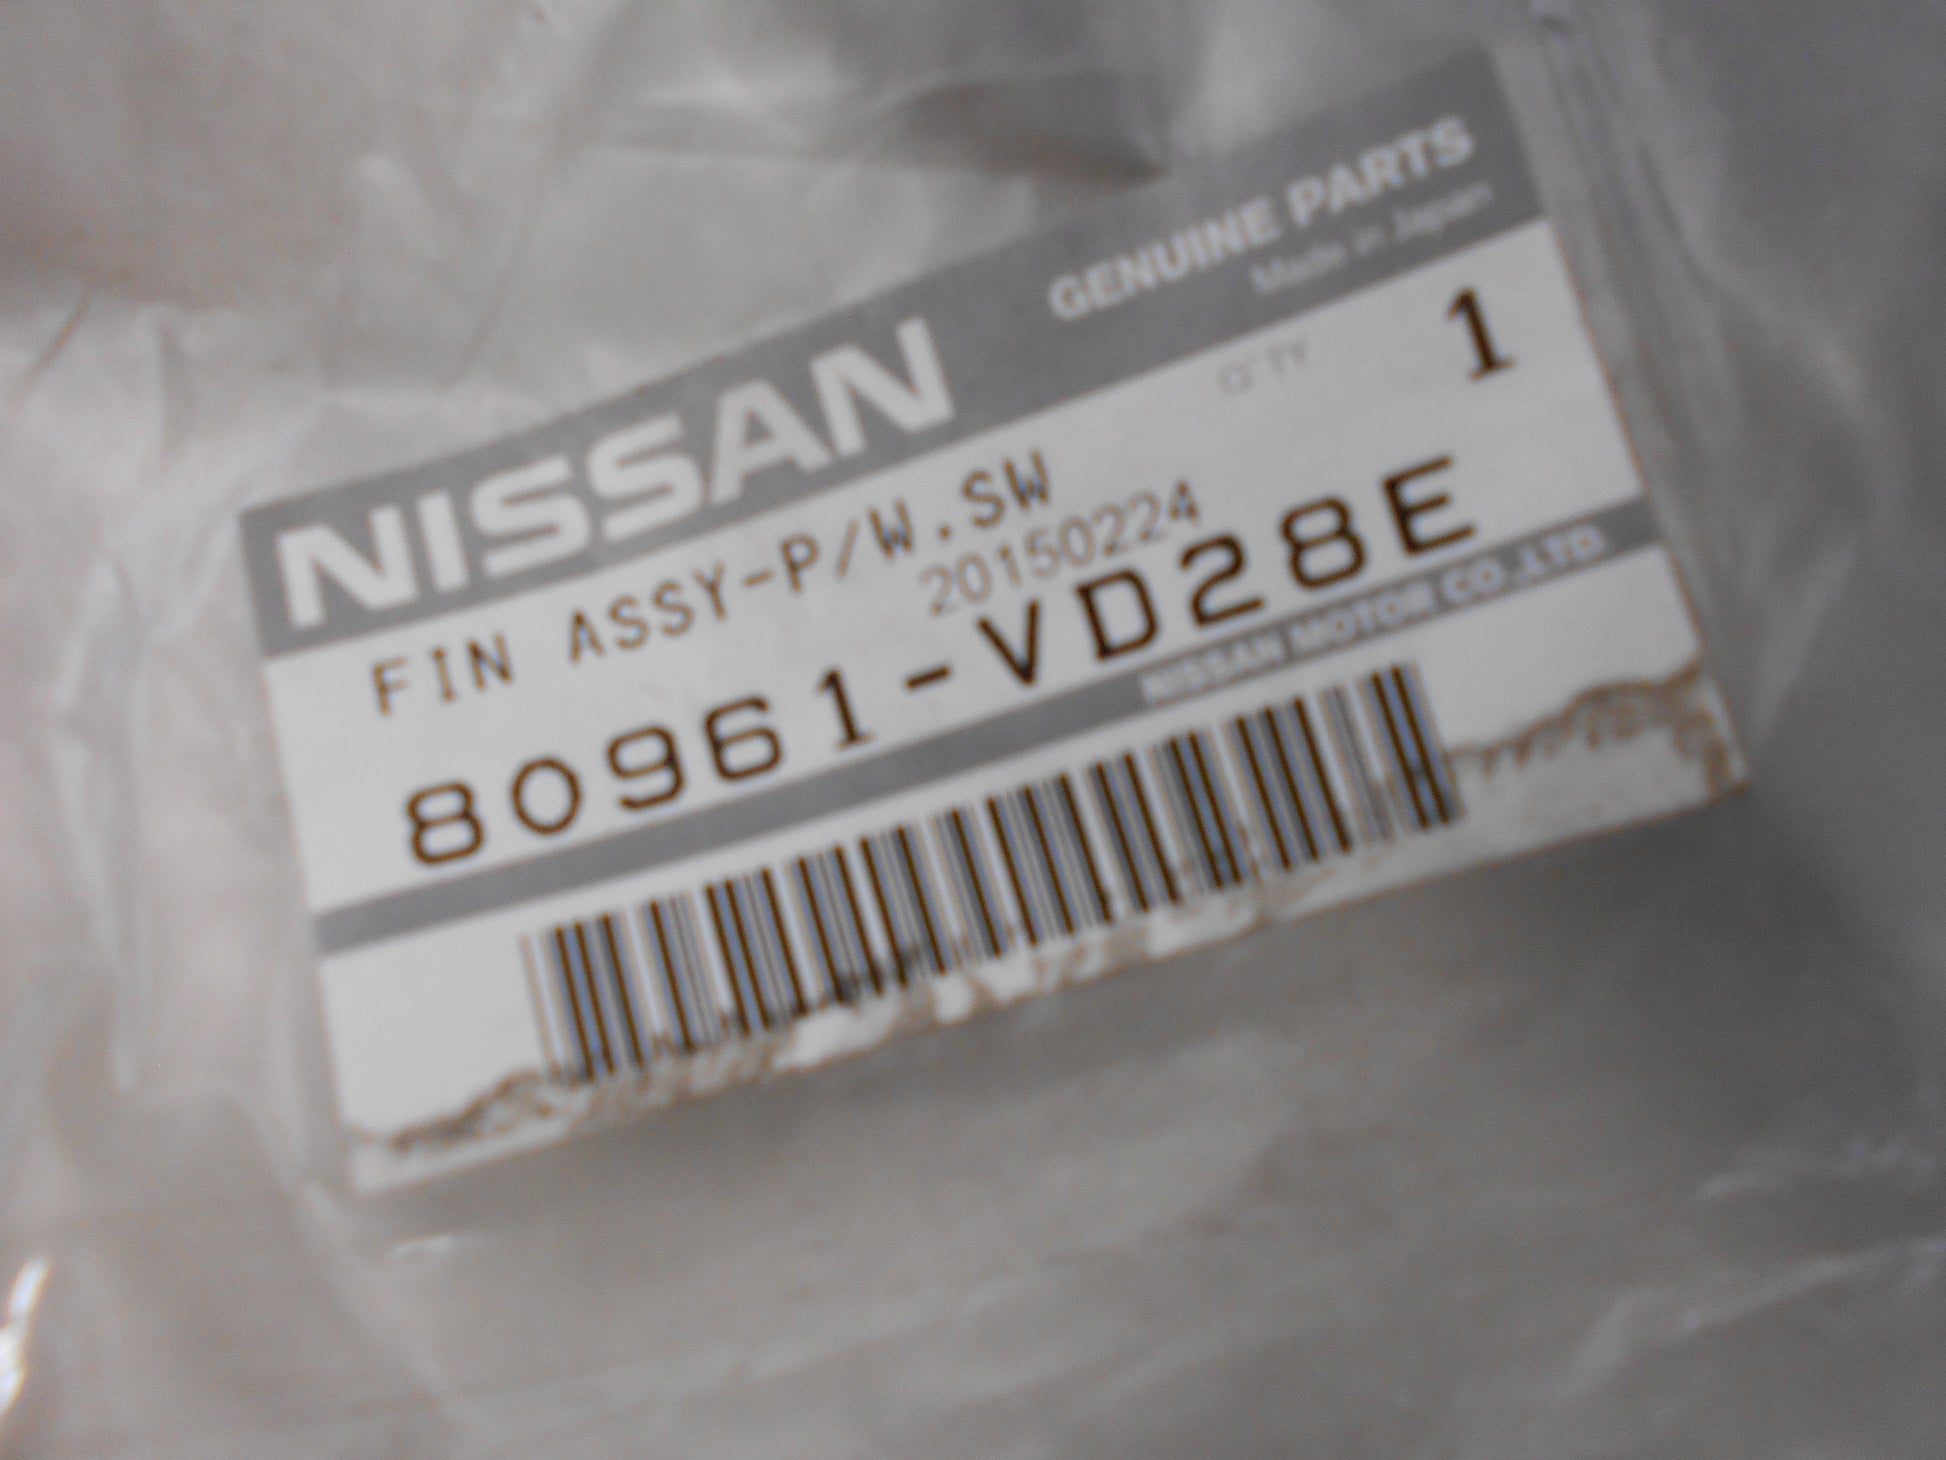 NISSAN
GENUINE PARTS
Made in Japan
Q'TY 1
FIN ASSY-P/W.SW
20150224
80961-VD28E
NISSAN MOTOR CO.,LTD.